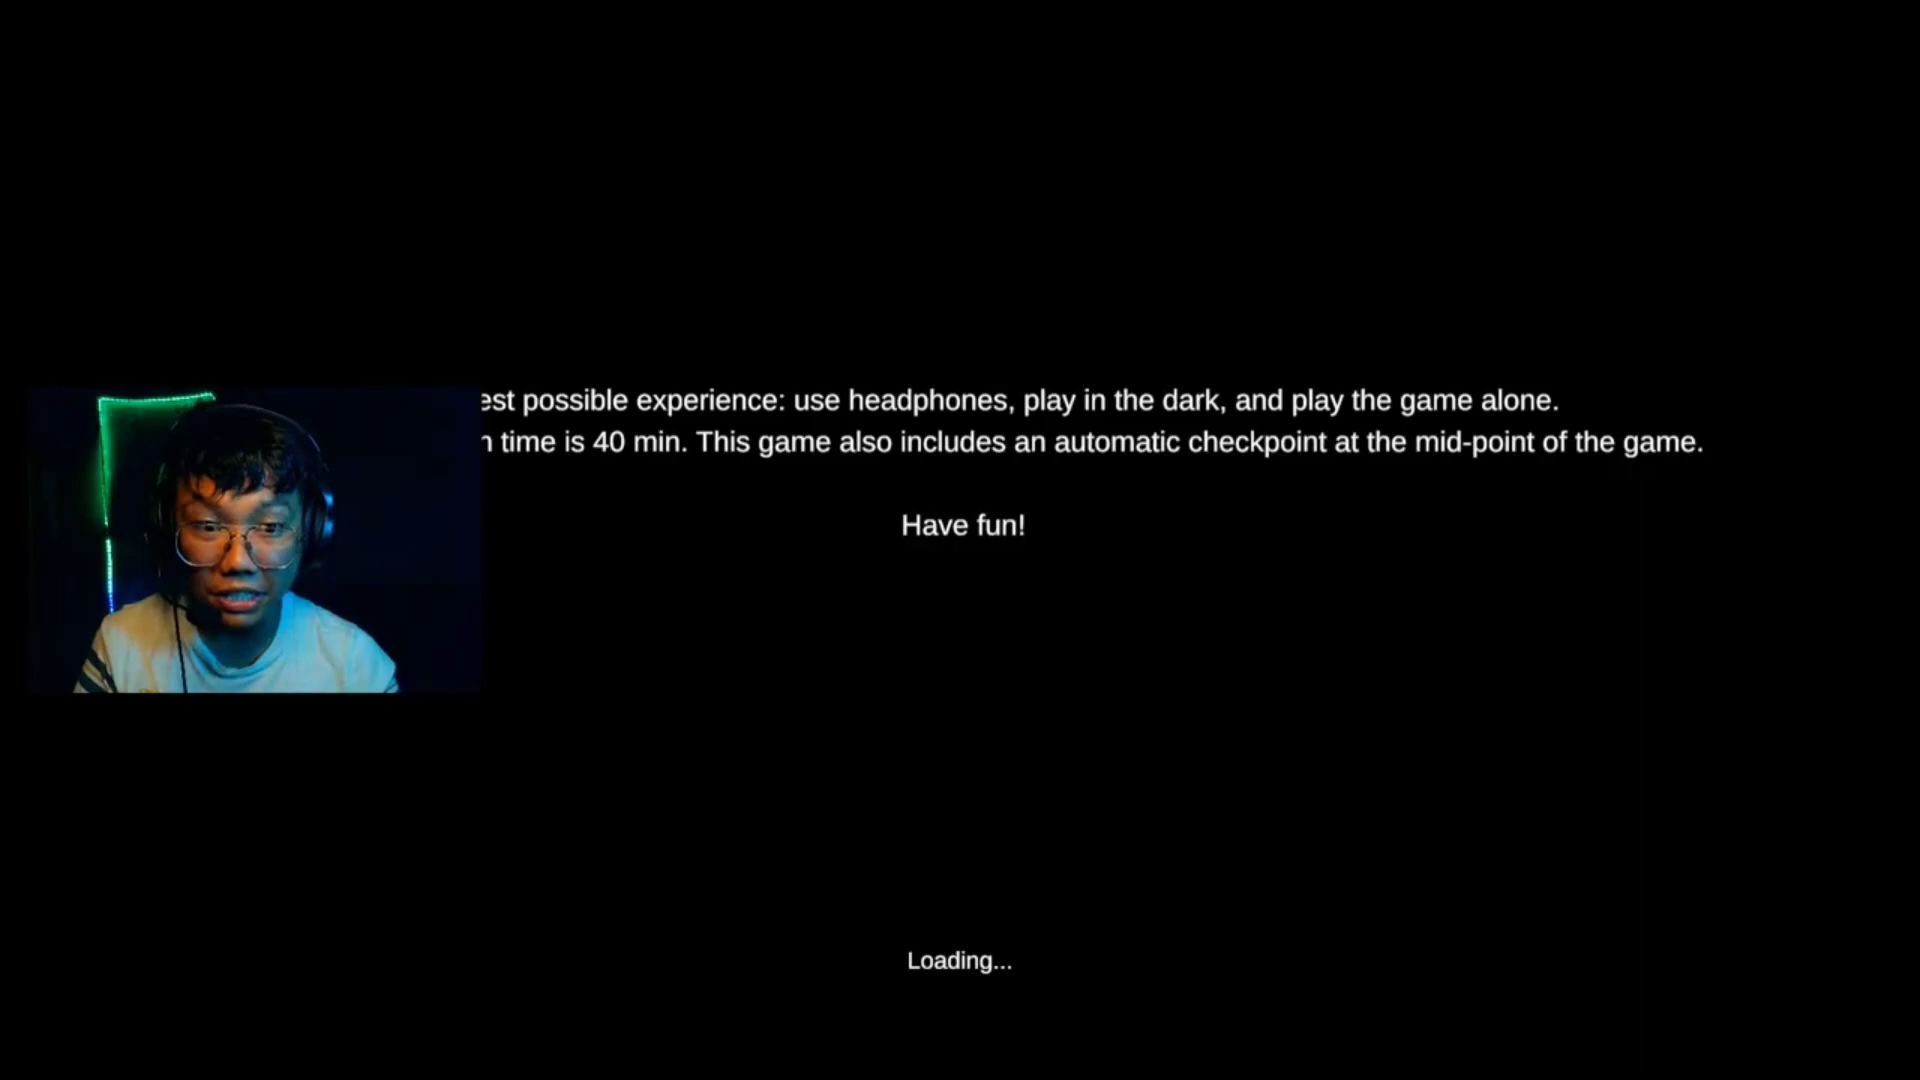 possible experience: use headphones, play in the dark, and play the game alone.
time is 40 min. This game also includes an automatic checkpoint at the mid-point of the game.
Have fun!
Loading...